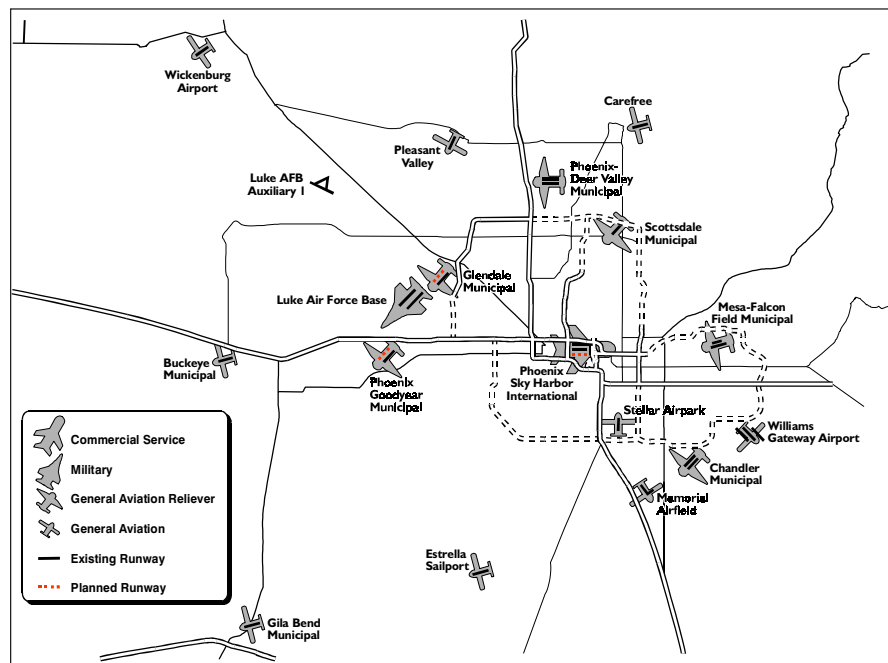 Wickenburg
Airport
Carefree
Pleasant
Valley
Phoenix-
Deer Valley
Municipal
Luke AFB
Auxiliary 1
Scottsdale
Municipal
Glendale
Municipal
Luke Air Force Base
Mesa-Falcon
Field Municipal
Buckeye
Municipal
Phoenix
Goodyear
Municipal
Phoenix
Sky Harbor
International
Stellar Airpark
Williams
Gateway Airport
Chandler
Municipal
Memorial
Airfield
Estrella
Sailport
Gila Bend
Municipal
Commercial Service
Military
General Aviation Reliever
General Aviation
Existing Runway
Planned Runway